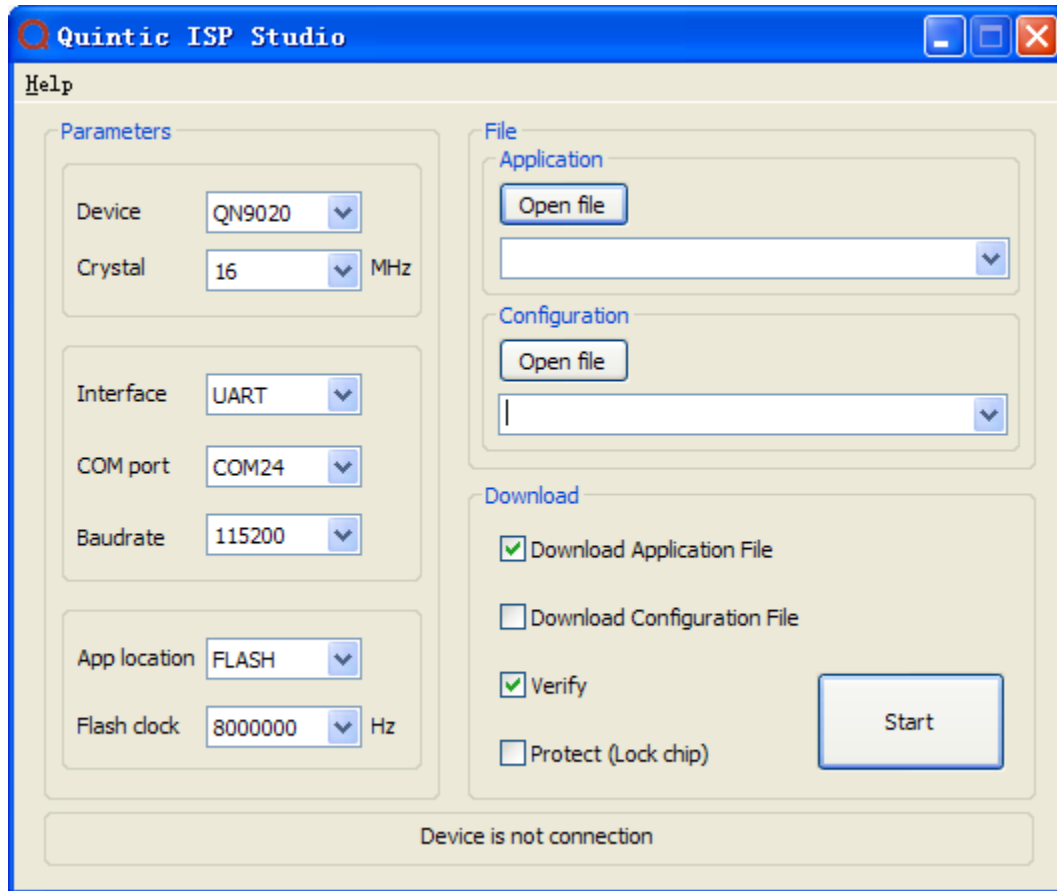 Quintic ISP Studio
Help
Parameters
Device QN9020
Crystal 16 MHz
Interface UART
COM port COM24
Baudrate 115200
App location FLASH
Flash clock 8000000 Hz
File
Application
Open file
Configuration
Open file
Download
Download Application File
Download Configuration File
Verify
Protect (Lock chip)
Start
Device is not connection